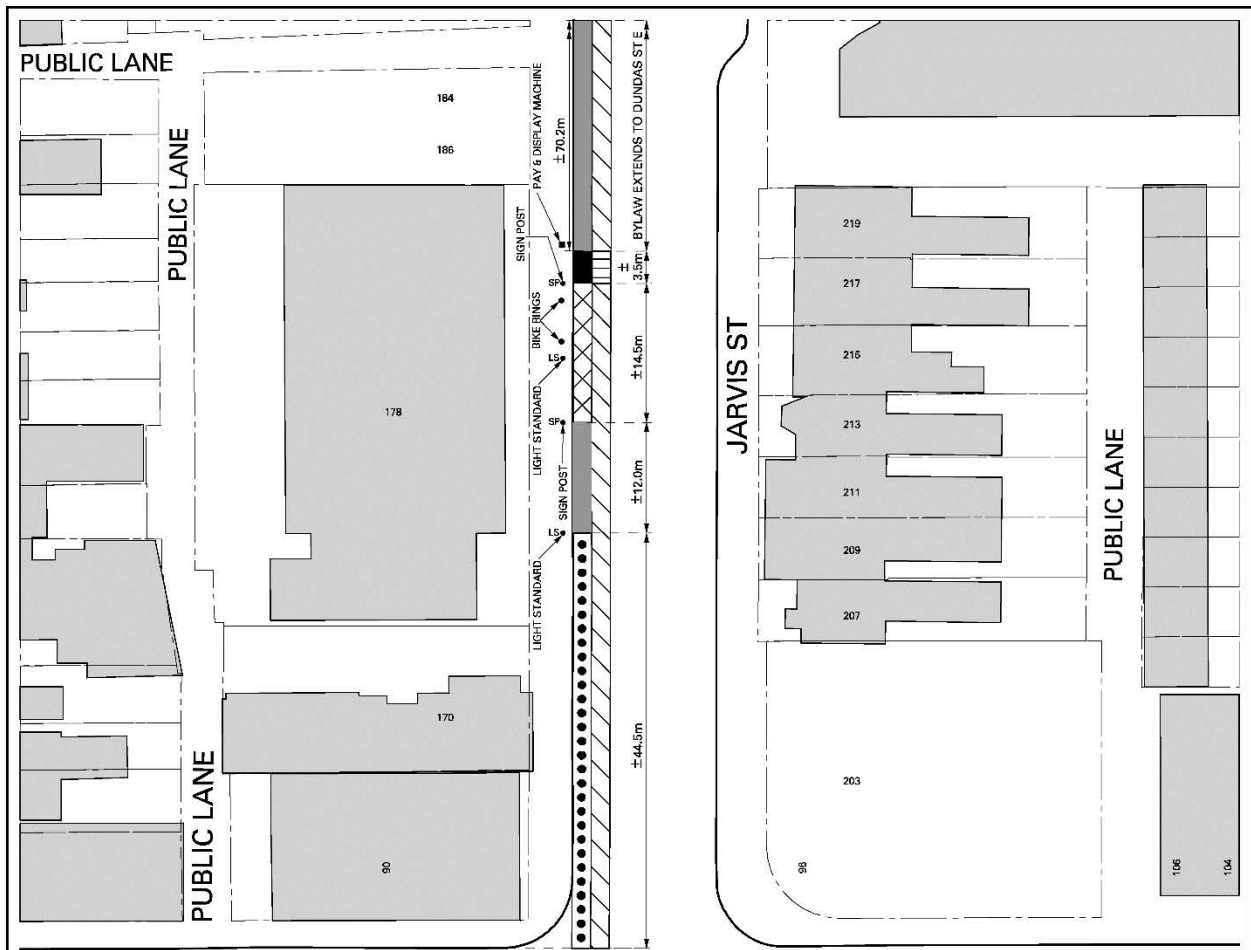 PUBLIC LANE
184
186
PUBLIC LANE
PAY & DISPLAY MACHINE
±70.2m
BYLAW EXTENDS TO DUNDAS ST E
SIGN POST
SP
± 3.5m
BIKE RINGS
LS
LIGHT STANDARD
±14.5m
178
SP
SIGN POST
±12.0m
LS
LIGHT STANDARD
±44.5m
170
PUBLIC LANE
90
JARVIS ST
219
217
215
213
211
209
207
PUBLIC LANE
203
98
106
104